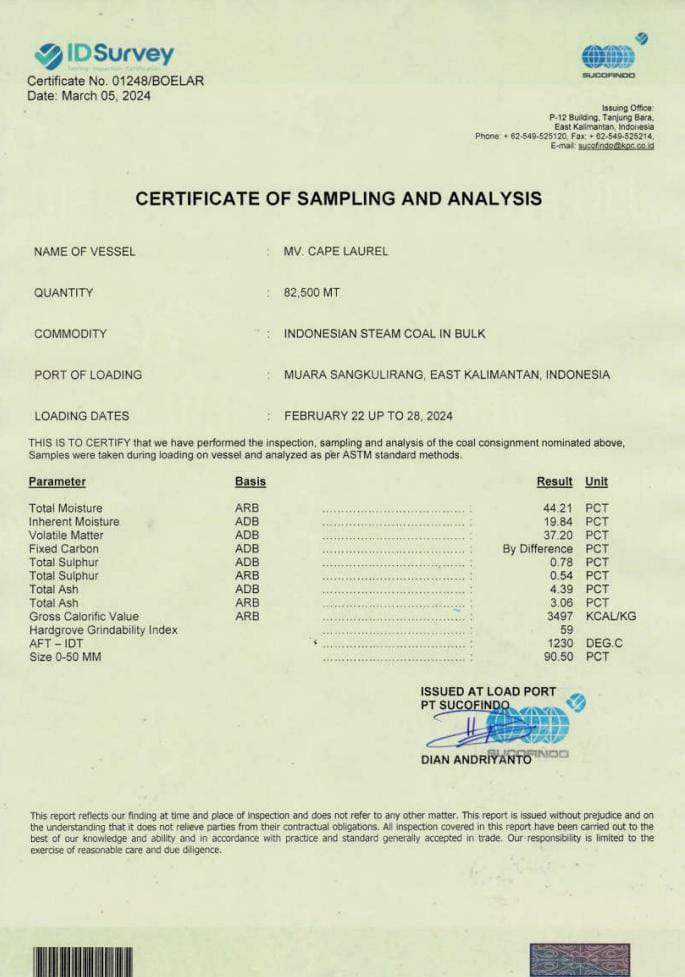 IDSurvey
Certificate No. 01248/BOELAR
Date: March 05, 2024
SUCOFINDO
Issuing Office:
P-12 Building, Tanjung Bara,
East Kalimantan, Indonesia
Phone: + 62-549-525120, Fax: + 62-549-525214,
E-mail: sucofindo@kpc.co.id
CERTIFICATE OF SAMPLING AND ANALYSIS
NAME OF VESSEL : MV. CAPE LAUREL
QUANTITY : 82,500 MT
COMMODITY : INDONESIAN STEAM COAL IN BULK
PORT OF LOADING : MUARA SANGKULIRANG, EAST KALIMANTAN, INDONESIA
LOADING DATES : FEBRUARY 22 UP TO 28, 2024
THIS IS TO CERTIFY that we have performed the inspection, sampling and analysis of the coal consignment nominated above,
Samples were taken during loading on vessel and analyzed as per ASTM standard methods.
Parameter Basis Result Unit
Total Moisture ARB : 44.21 PCT
Inherent Moisture ADB : 19.84 PCT
Volatile Matter ADB : 37.20 PCT
Fixed Carbon ADB : By Difference PCT
Total Sulphur ADB : 0.78 PCT
Total Sulphur ARB : 0.54 PCT
Total Ash ADB : 4.39 PCT
Total Ash ARB : 3.06 PCT
Gross Calorific Value ARB : 3497 KCAL/KG
Hardgrove Grindability Index : 59
AFT – IDT : 1230 DEG.C
Size 0-50 MM : 90.50 PCT
ISSUED AT LOAD PORT
PT SUCOFINDO
SUCOFINDO
DIAN ANDRIYANTO
This report reflects our finding at time and place of inspection and does not refer to any other matter. This report is issued without prejudice and on
the understanding that it does not relieve parties from their contractual obligations. All inspection covered in this report have been carried out to the
best of our knowledge and ability and in accordance with practice and standard generally accepted in trade. Our responsibility is limited to the
exercise of reasonable care and due diligence.